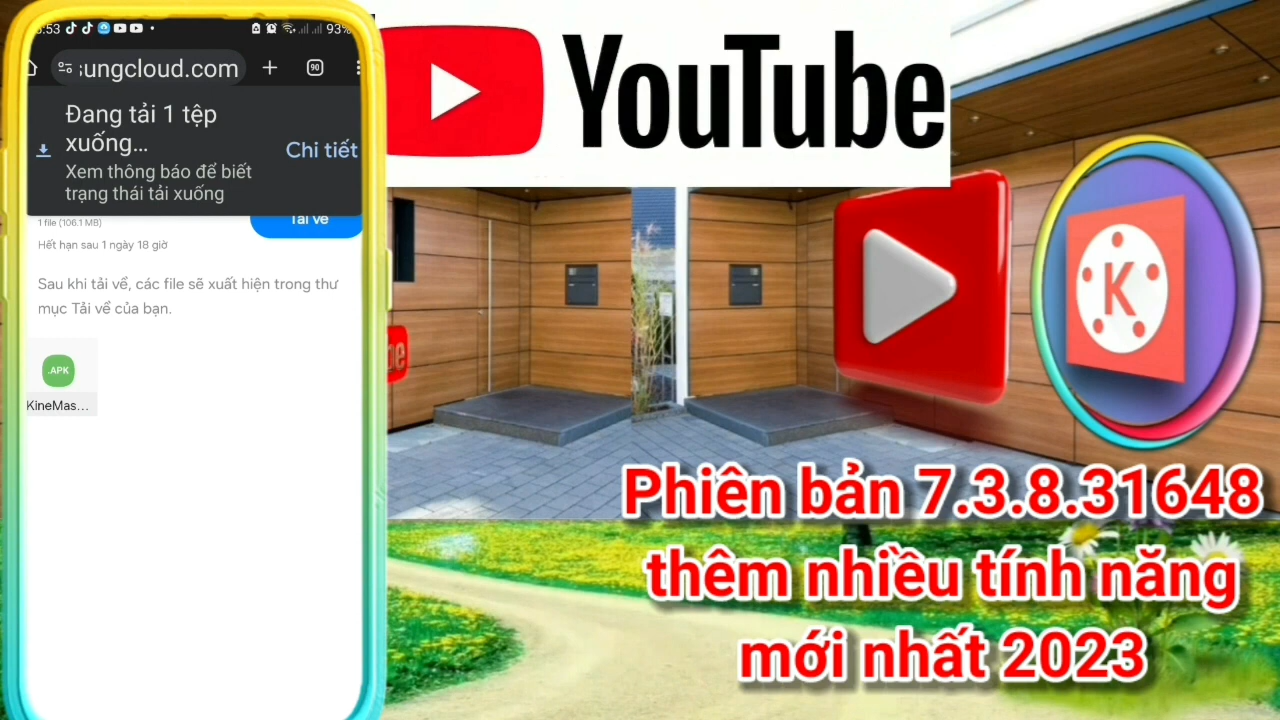 :53
93%
:ungcloud.com
90
Đang tải 1 tệp
xuống...
Chi tiết
Xem thông báo để biết
trạng thái tải xuống
1 file (106.1 MB)
Tải về
Hết hạn sau 1 ngày 18 giờ
Sau khi tải về, các file sẽ xuất hiện trong thư
mục Tải về của bạn.
.APK
KineMas...
YouTube
K
Phiên bản 7.3.8.31648
thêm nhiều tính năng
mới nhất 2023